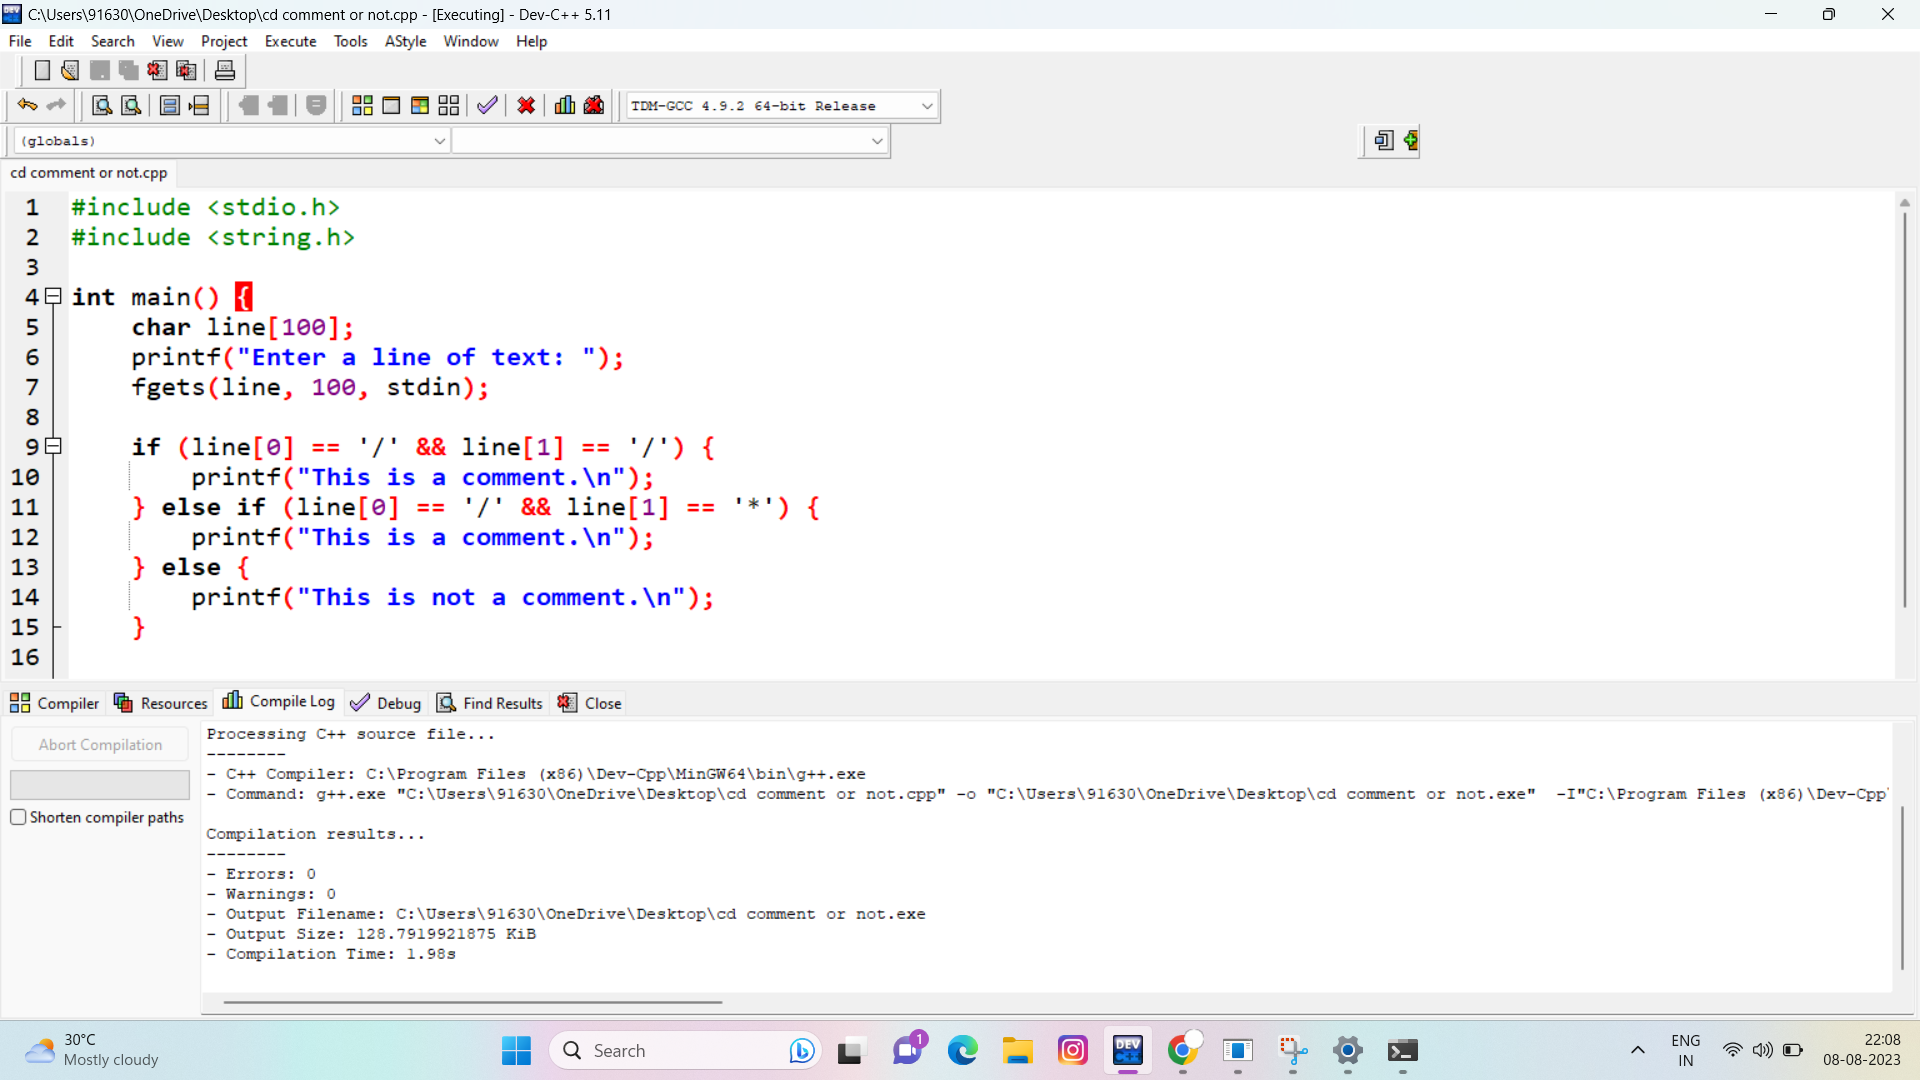 C:\Users\91630\OneDrive\Desktop\cd comment or not.cpp - [Executing] - Dev-C++ 5.11
File Edit Search View Project Execute Tools AStyle Window Help
TDM-GCC 4.9.2 64-bit Release
(globals)
cd comment or not.cpp
1 #include <stdio.h>
2 #include <string.h>
3
4 int main() {
5 char line[100];
6 printf("Enter a line of text: ");
7 fgets(line, 100, stdin);
8
9 if (line[0] == '/' && line[1] == '/') {
10 printf("This is a comment.\n");
11 } else if (line[0] == '/' && line[1] == '*') {
12 printf("This is a comment.\n");
13 } else {
14 printf("This is not a comment.\n");
15 }
16
Compiler Resources Compile Log Debug Find Results Close
Abort Compilation
Shorten compiler paths
Processing C++ source file...
--------
- C++ Compiler: C:\Program Files (x86)\Dev-Cpp\MinGW64\bin\g++.exe
- Command: g++.exe "C:\Users\91630\OneDrive\Desktop\cd comment or not.cpp" -o "C:\Users\91630\OneDrive\Desktop\cd comment or not.exe" -I"C:\Program Files (x86)\Dev-Cpp
Compilation results...
--------
- Errors: 0
- Warnings: 0
- Output Filename: C:\Users\91630\OneDrive\Desktop\cd comment or not.exe
- Output Size: 128.7919921875 KiB
- Compilation Time: 1.98s
30°C
Mostly cloudy
Search
1
DEV
C++
ENG
IN
22:08
08-08-2023